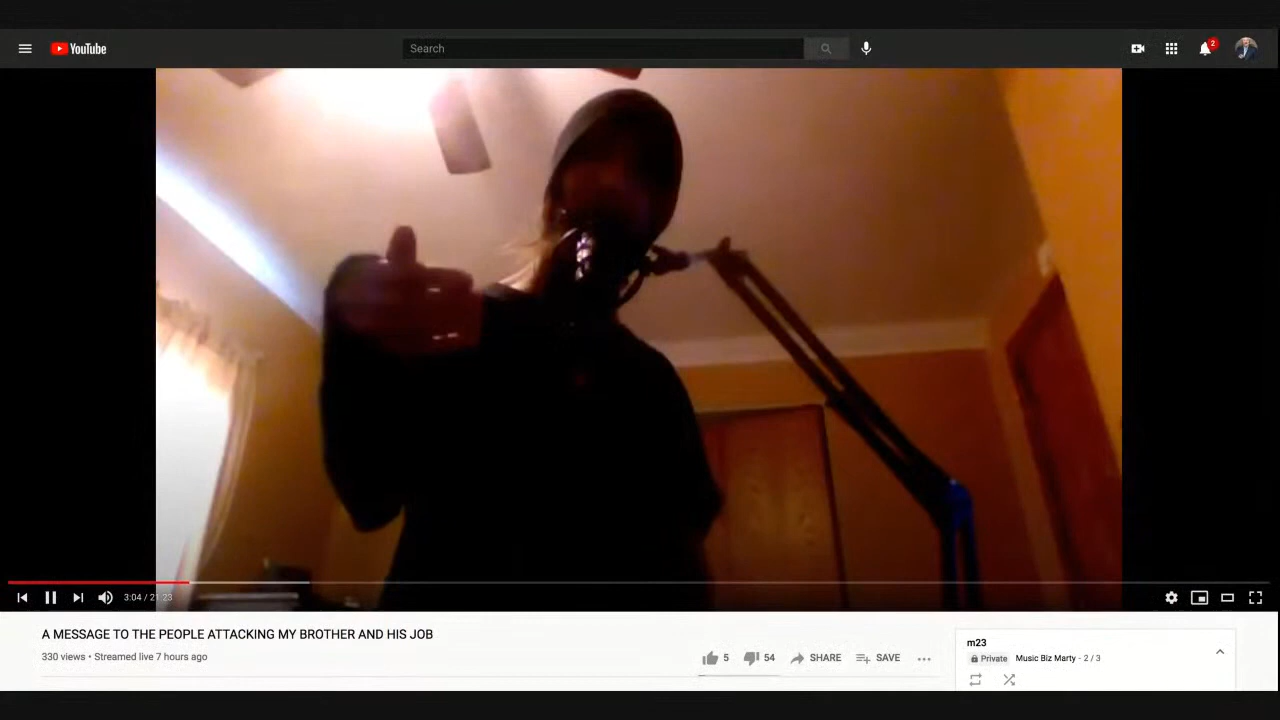 YouTube
Search
2
3:04 / 21:23
A MESSAGE TO THE PEOPLE ATTACKING MY BROTHER AND HIS JOB
330 views • Streamed live 7 hours ago
5
54
SHARE
SAVE
m23
Private Music Biz Marty - 2 / 3